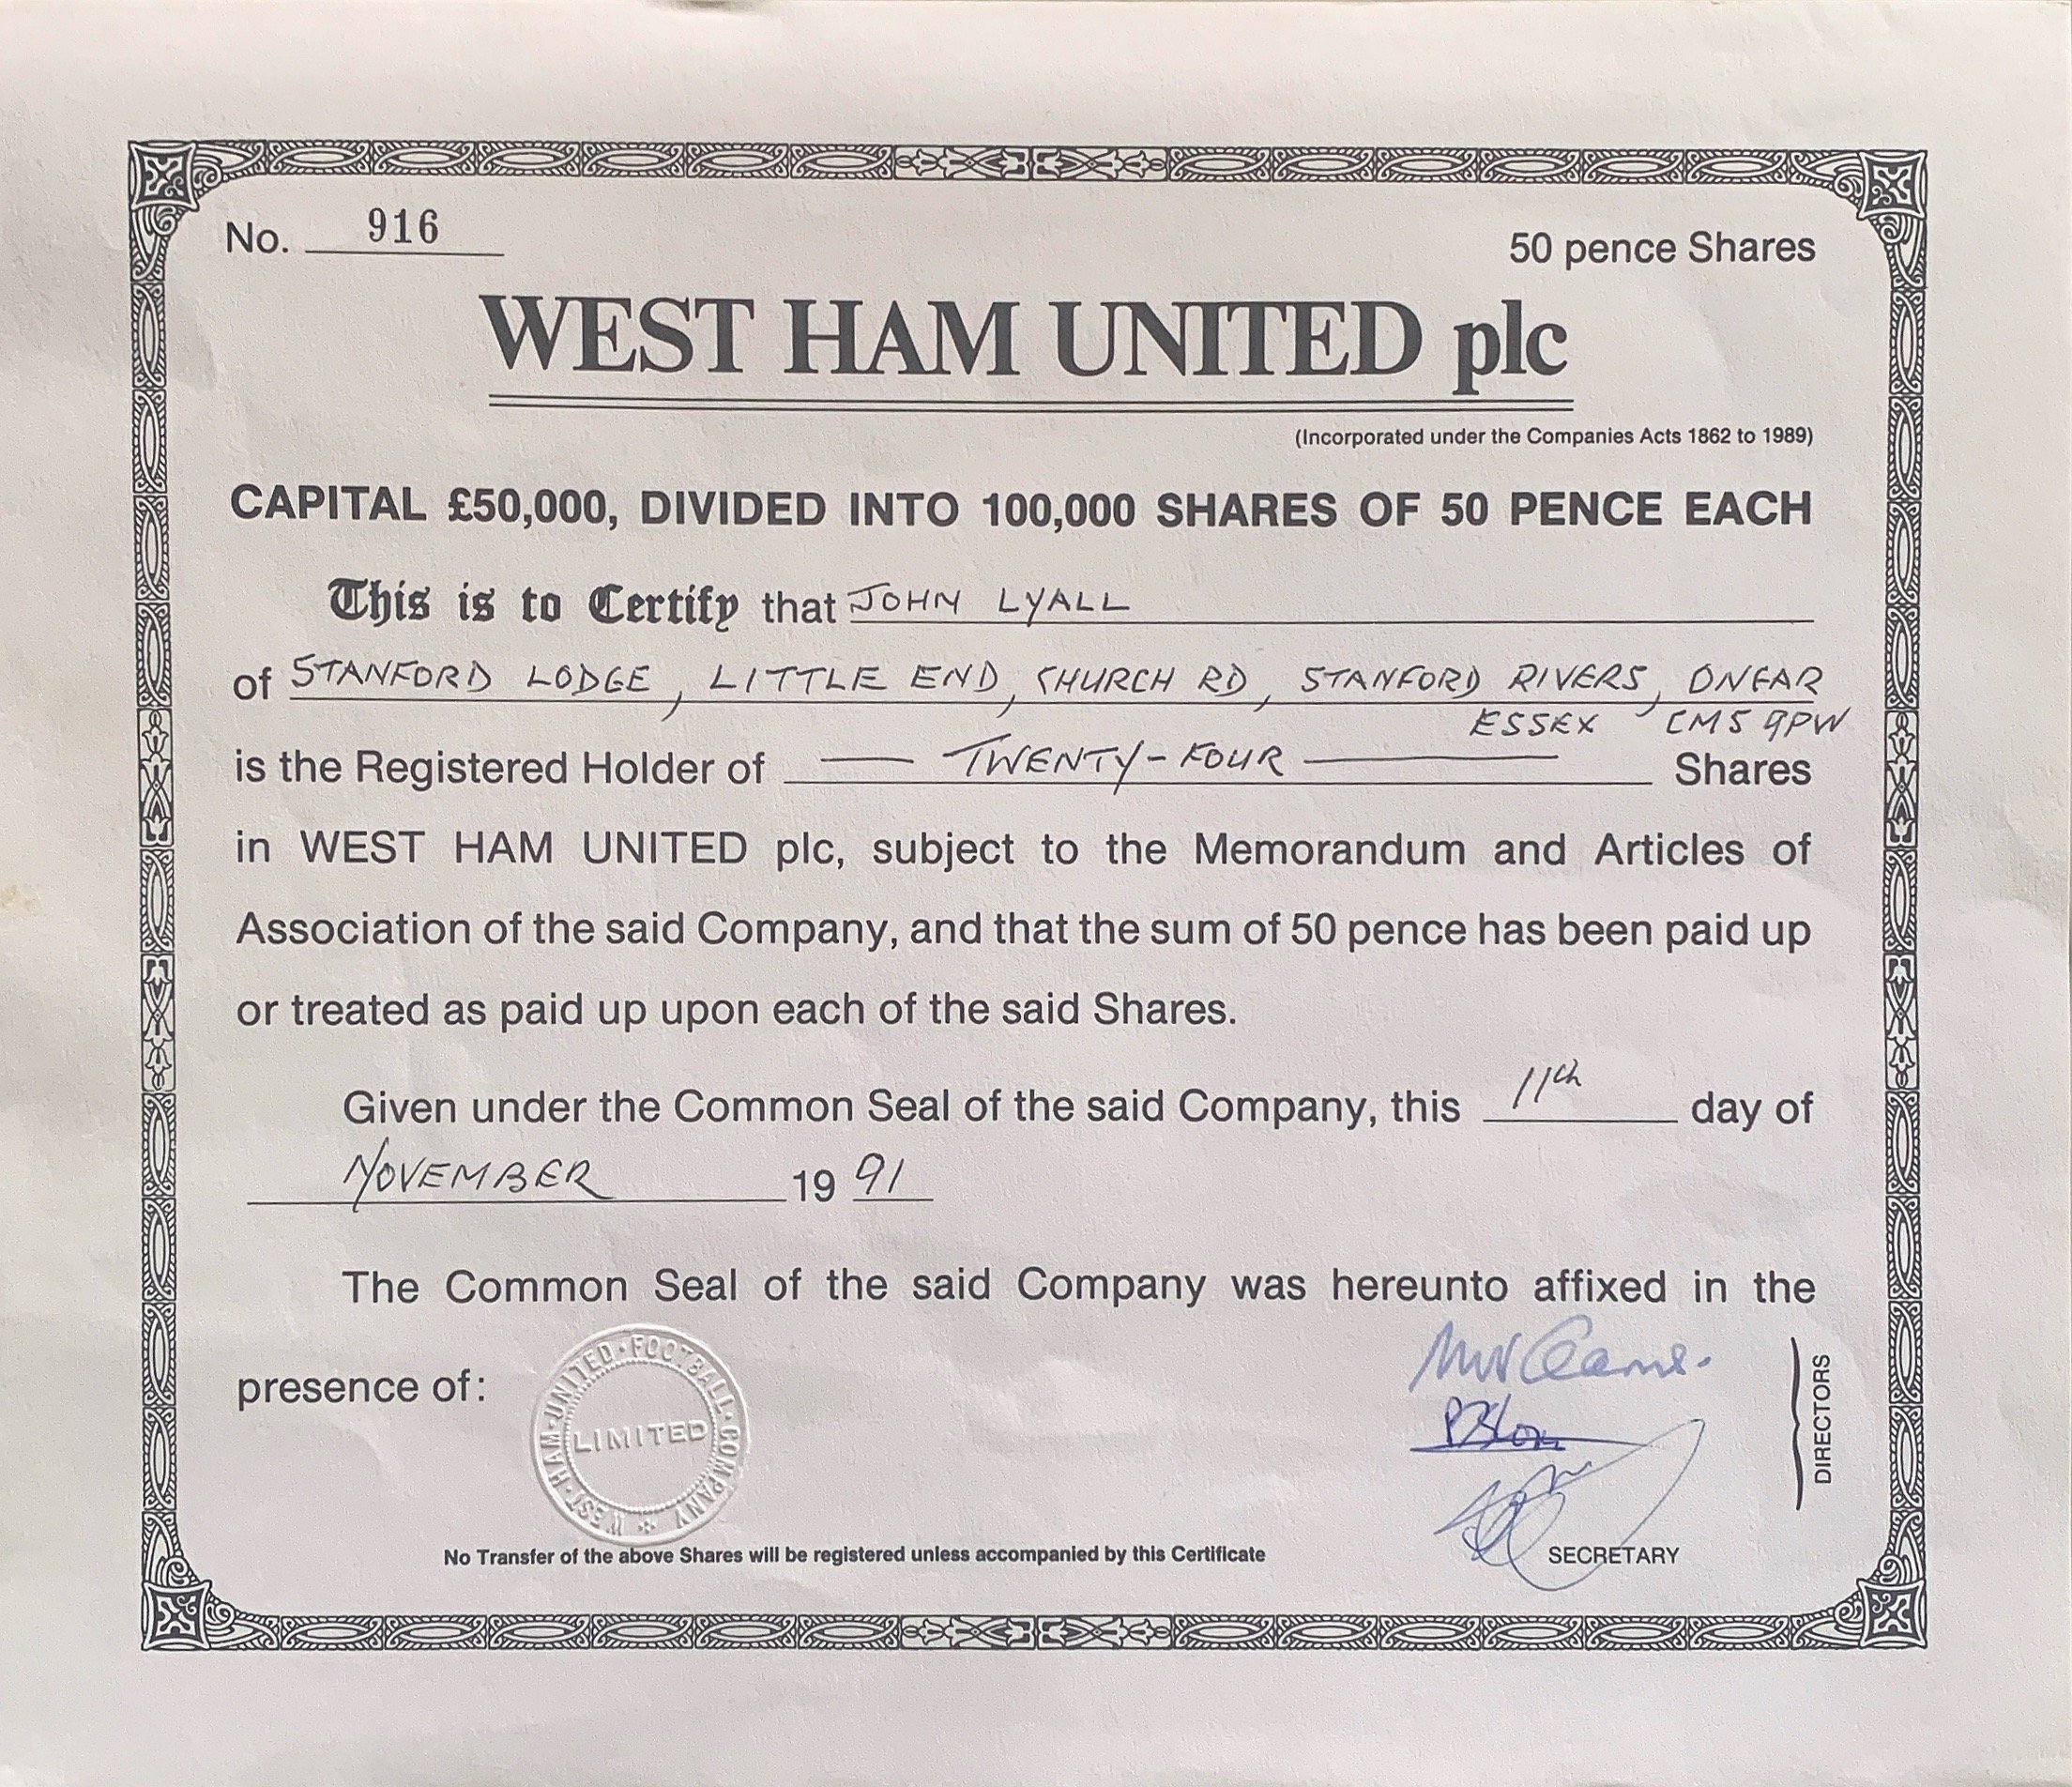 No. 916
50 pence Shares
WEST HAM UNITED plc
(Incorporated under the Companies Acts 1862 to 1989)
CAPITAL £50,000, DIVIDED INTO 100,000 SHARES OF 50 PENCE EACH
This is to Certify that JOHN LYALL
of STANFORD LODGE, LITTLE END, CHURCH RD, STANFORD RIVERS, ONGAR
ESSEX CM5 9PW
is the Registered Holder of — TWENTY-FOUR — Shares
in WEST HAM UNITED plc, subject to the Memorandum and Articles of
Association of the said Company, and that the sum of 50 pence has been paid up
or treated as paid up upon each of the said Shares.
Given under the Common Seal of the said Company, this 11th day of
NOVEMBER 19 91
The Common Seal of the said Company was hereunto affixed in the
presence of:
WEST·HAM·UNITED·FOOTBALL·COMPANY
LIMITED
DIRECTORS
SECRETARY
No Transfer of the above Shares will be registered unless accompanied by this Certificate